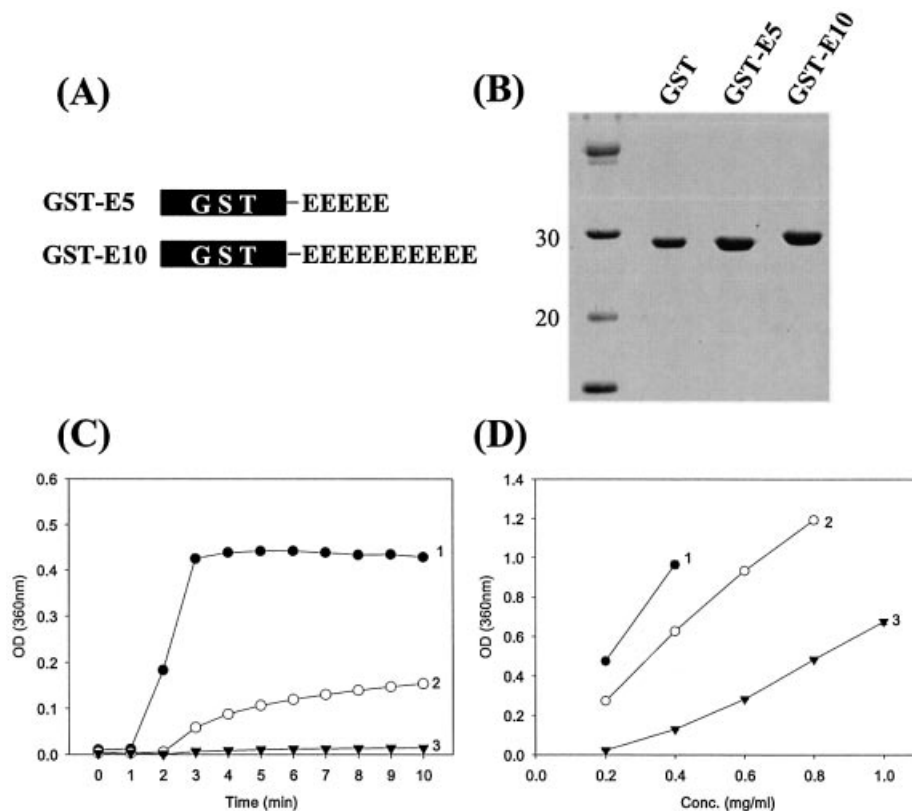 (A)
GST-E5 GST -EEEEE
GST-E10 GST -EEEEEEEEEE
(B)
GST
GST-E5
GST-E10
30
20
(C)
0.6
0.5
0.4
0.3
0.2
0.1
0.0
OD (360nm)
1
2
3
0 1 2 3 4 5 6 7 8 9 10
Time (min)
(D)
1.4
1.2
1.0
0.8
0.6
0.4
0.2
0.0
OD (360nm)
1
2
3
0.0 0.2 0.4 0.6 0.8 1.0
Conc. (mg/ml)